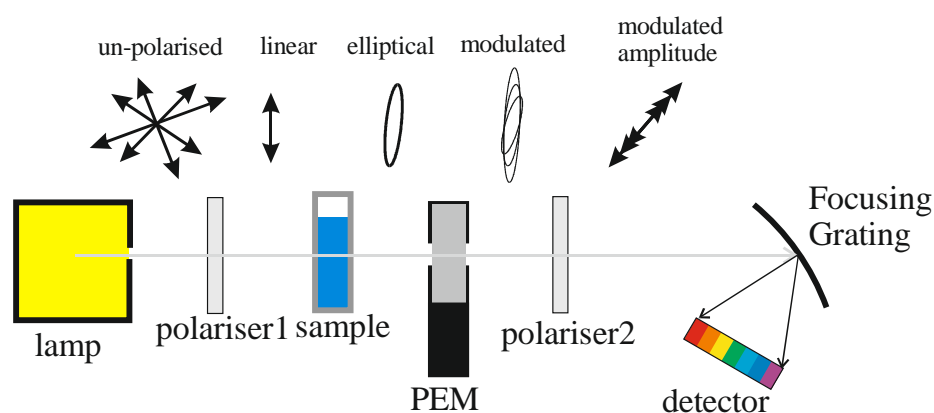 un-polarised
linear
elliptical
modulated
modulated
amplitude
Focusing
Grating
lamp
polariser1
sample
PEM
polariser2
detector